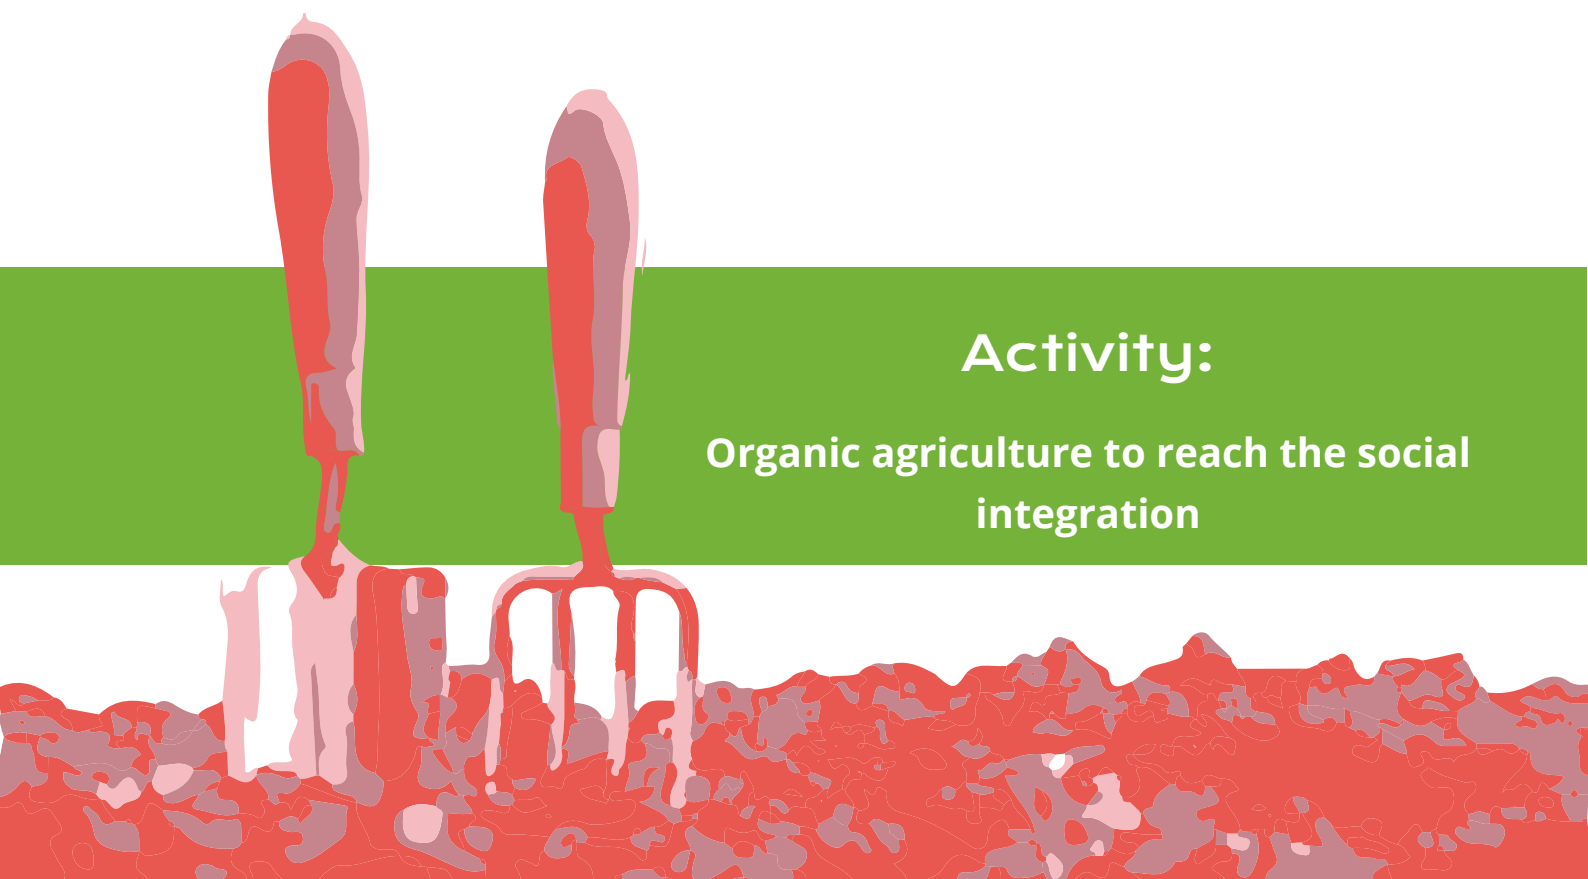 Activity:
Organic agriculture to reach the social
integration